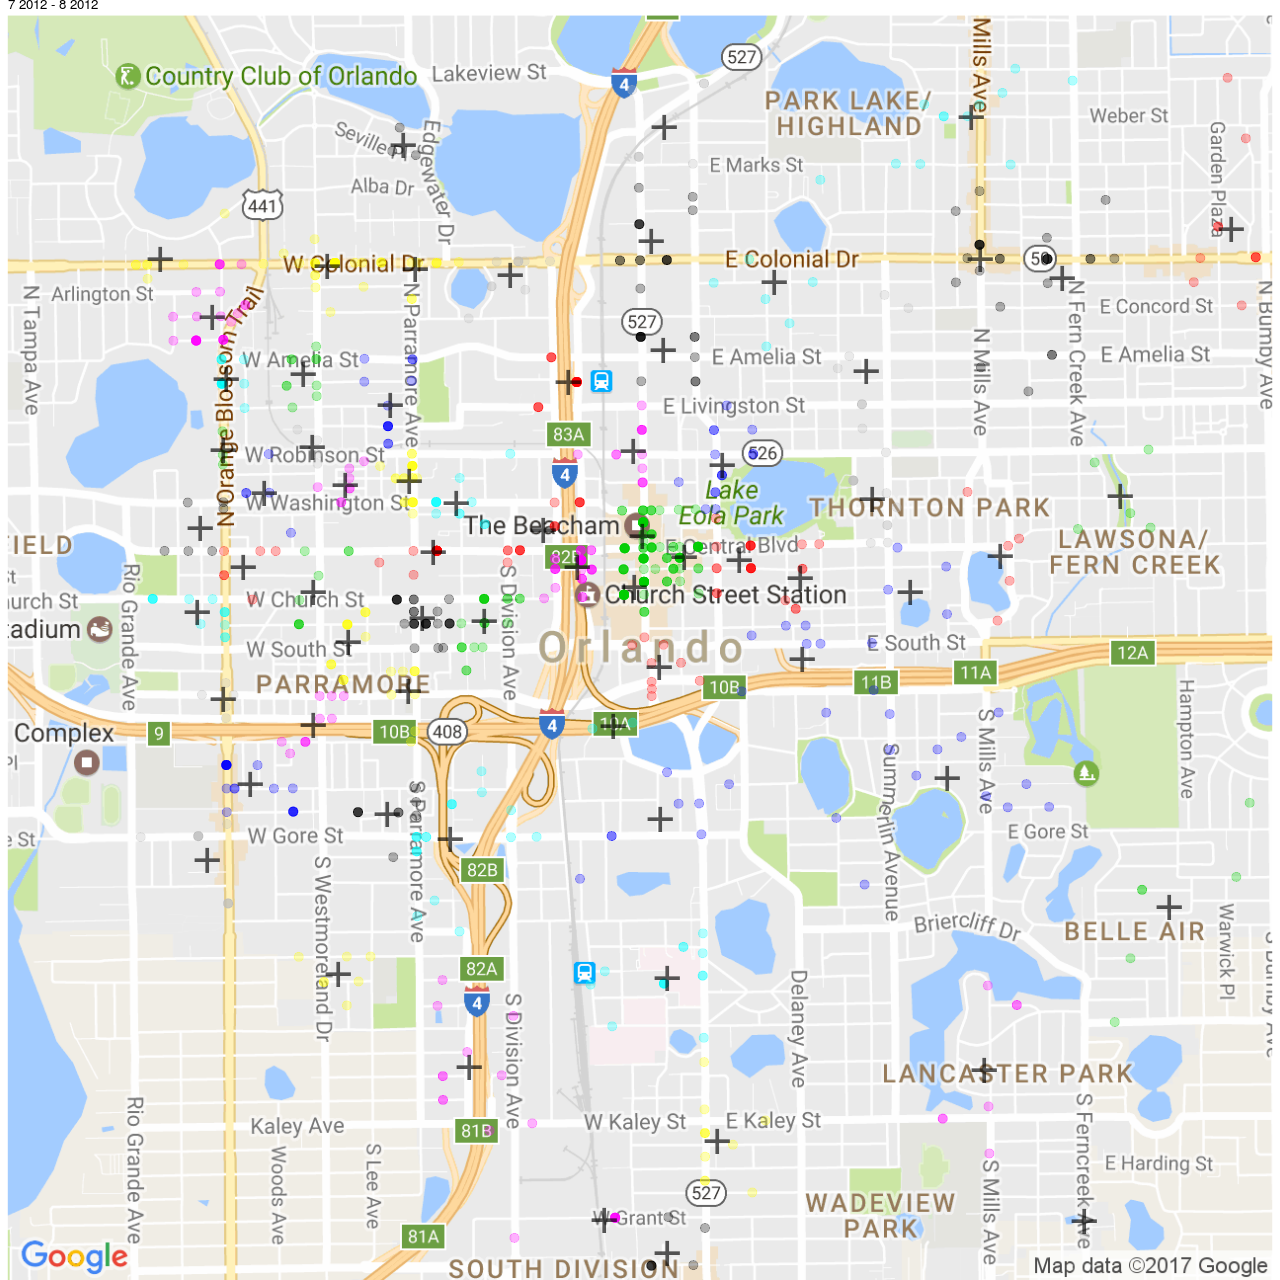 7 2012 - 8 2012
Country Club of Orlando
Lakeview St
4
527
Mills Ave
PARK LAKE/
HIGHLAND
Weber St
Garden Plaza
Edgewater Dr
Alba Dr
E Marks St
441
W Colonial Dr
E Colonial Dr
N Tampa Ave
Arlington St
N Orange Blossom Trail
N Parramore Ave
527
N Mills Ave
N Fern Creek Ave
E Concord St
N Bumby Ave
W Amelia St
E Amelia St
E Amelia St
E Livingston St
83A
W Robinson St
526
4
Lake
Eola Park
W Washington St
THORNTON PARK
The Beacham
E Central Blvd
LAWSONA/
FERN CREEK
Rio Grande Ave
S Division Ave
W Church St
Church Street Station
Orlando
E South St
W South St
12A
PARRAMORE
11A
11B
10B
Hampton Ave
Complex
9
10B
408
4
10A
S Mills Ave
Summerlin Avenue
S Parramore Ave
W Gore St
E Gore St
82B
S Westmoreland Dr
Briercliff Dr
BELLE AIR
Warwick Pl
82A
4
S Division Ave
Delaney Ave
LANCASTER PARK
Rio Grande Ave
Kaley Ave
81B
W Kaley St
E Kaley St
S Ferncreek Ave
Woods Ave
S Lee Ave
E Harding St
S Mills Ave
527
WADEVIEW
PARK
W Grant St
81A
Google
SOUTH DIVISION
Map data ©2017 Google